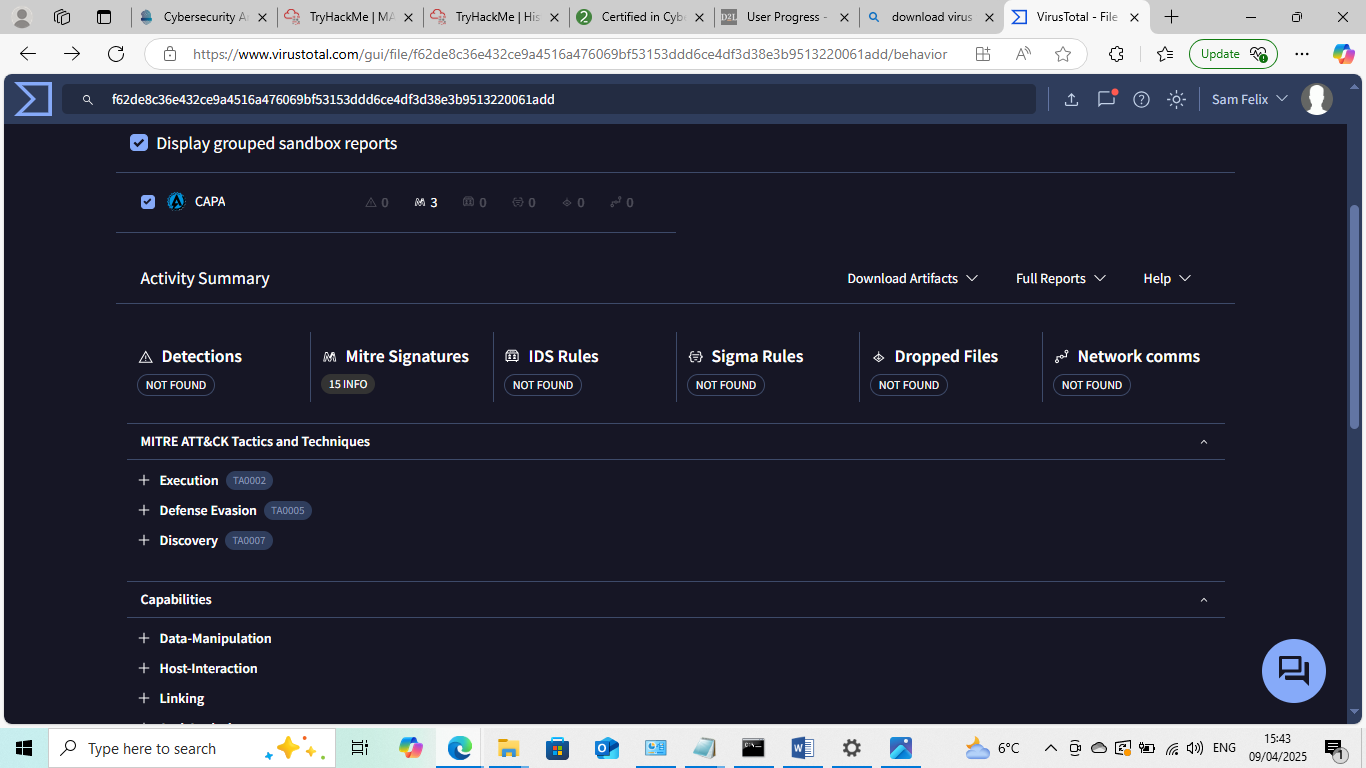 Cybersecurity A
TryHackMe | MA
TryHackMe | His
2 Certified in Cyb
D2L User Progress -
download virus
VirusTotal - File
https://www.virustotal.com/gui/file/f62de8c36e432ce9a4516a476069bf53153ddd6ce4df3d38e3b9513220061add/behavior
Update
f62de8c36e432ce9a4516a476069bf53153ddd6ce4df3d38e3b9513220061add
Sam Felix
Display grouped sandbox reports
CAPA 0 3 0 0 0 0
Activity Summary
Download Artifacts Full Reports Help
Detections Mitre Signatures IDS Rules Sigma Rules Dropped Files Network comms
NOT FOUND 15 INFO NOT FOUND NOT FOUND NOT FOUND NOT FOUND
MITRE ATT&CK Tactics and Techniques
Execution TA0002
Defense Evasion TA0005
Discovery TA0007
Capabilities
Data-Manipulation
Host-Interaction
Linking
Type here to search
6°C
ENG
15:43
09/04/2025
1